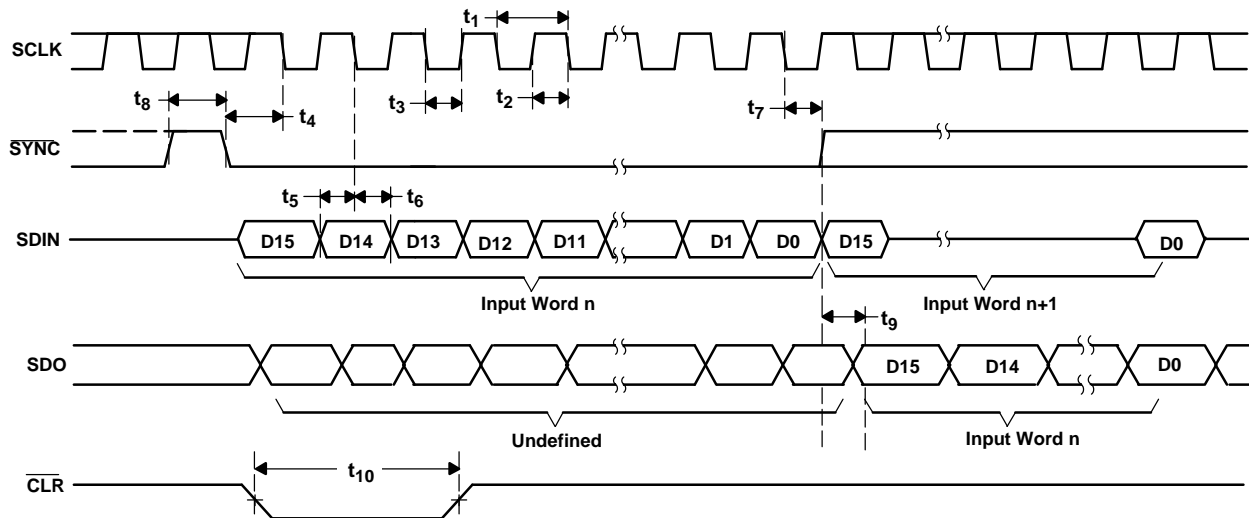 t1
SCLK
t8
t4
t3
t2
t7
SYNC
t5
t6
SDIN
D15
D14
D13
D12
D11
D1
D0
D15
D0
Input Word n
Input Word n+1
t9
SDO
D15
D14
D0
Undefined
Input Word n
t10
CLR